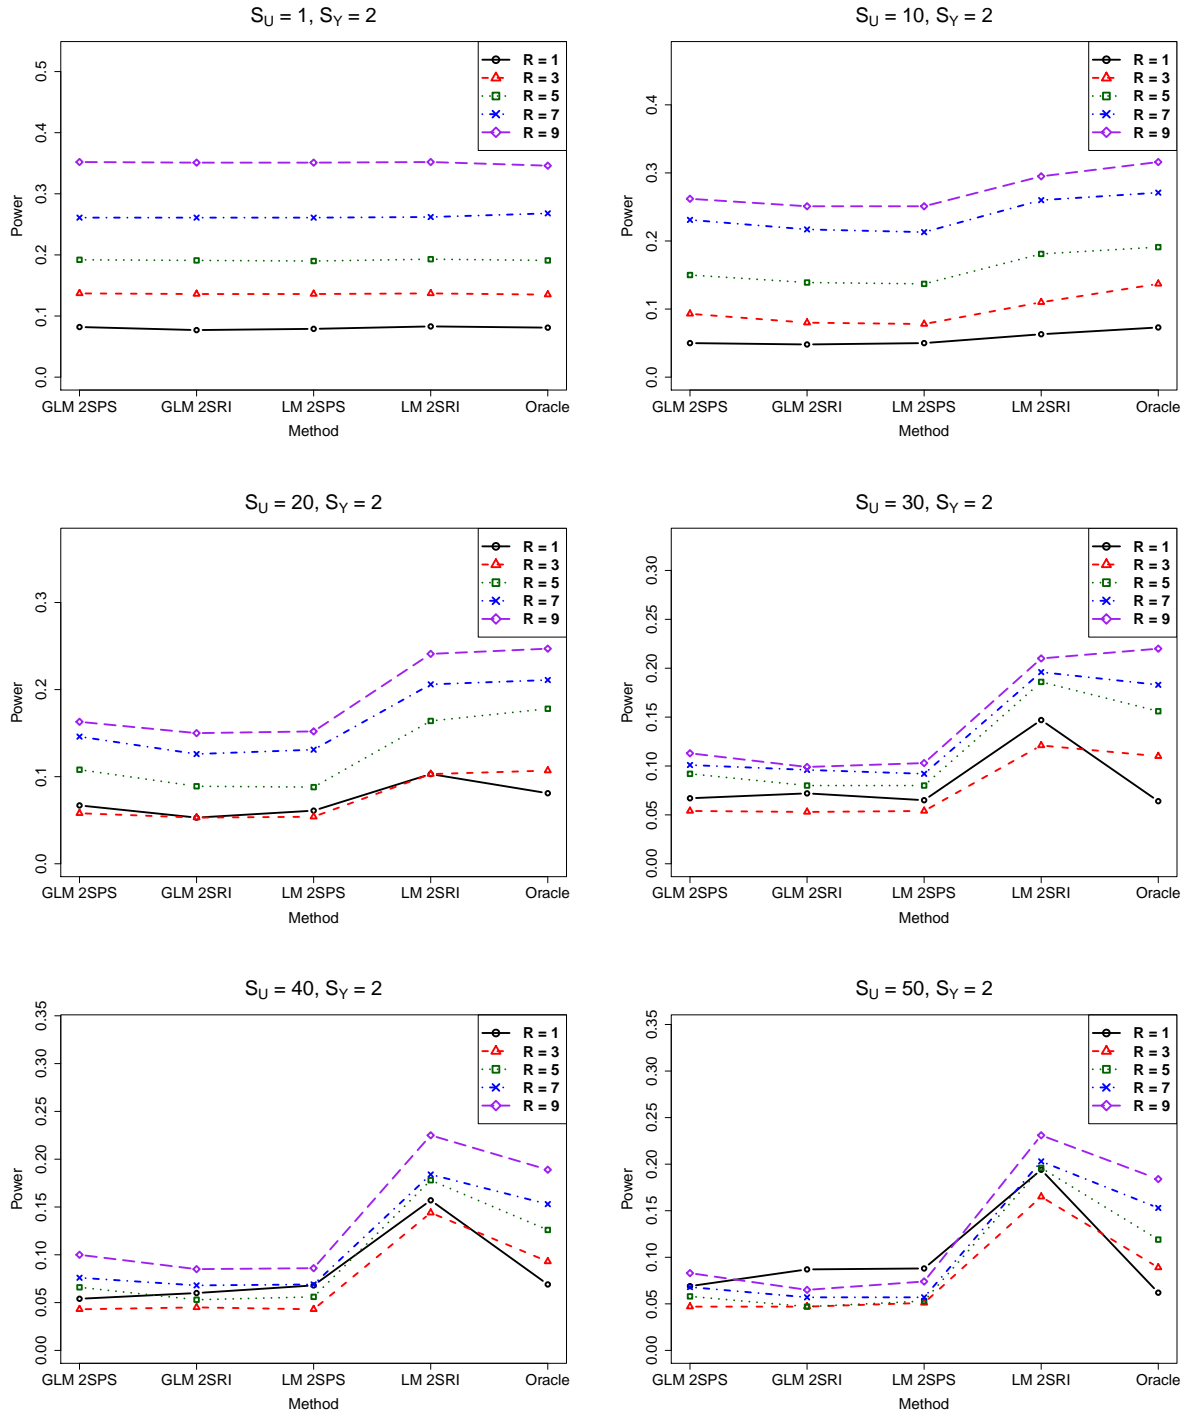 S_U = 1, S_Y = 2
R = 1
R = 3
R = 5
R = 7
R = 9
0.5
0.4
0.3
0.2
0.1
0.0
Power
GLM 2SPS GLM 2SRI LM 2SPS LM 2SRI Oracle
Method
S_U = 10, S_Y = 2
R = 1
R = 3
R = 5
R = 7
R = 9
0.4
0.3
0.2
0.1
0.0
Power
GLM 2SPS GLM 2SRI LM 2SPS LM 2SRI Oracle
Method
S_U = 20, S_Y = 2
R = 1
R = 3
R = 5
R = 7
R = 9
0.3
0.2
0.1
0.0
Power
GLM 2SPS GLM 2SRI LM 2SPS LM 2SRI Oracle
Method
S_U = 30, S_Y = 2
R = 1
R = 3
R = 5
R = 7
R = 9
0.30
0.25
0.20
0.15
0.10
0.05
0.00
Power
GLM 2SPS GLM 2SRI LM 2SPS LM 2SRI Oracle
Method
S_U = 40, S_Y = 2
R = 1
R = 3
R = 5
R = 7
R = 9
0.35
0.30
0.25
0.20
0.15
0.10
0.05
0.00
Power
GLM 2SPS GLM 2SRI LM 2SPS LM 2SRI Oracle
Method
S_U = 50, S_Y = 2
R = 1
R = 3
R = 5
R = 7
R = 9
0.35
0.30
0.25
0.20
0.15
0.10
0.05
0.00
Power
GLM 2SPS GLM 2SRI LM 2SPS LM 2SRI Oracle
Method